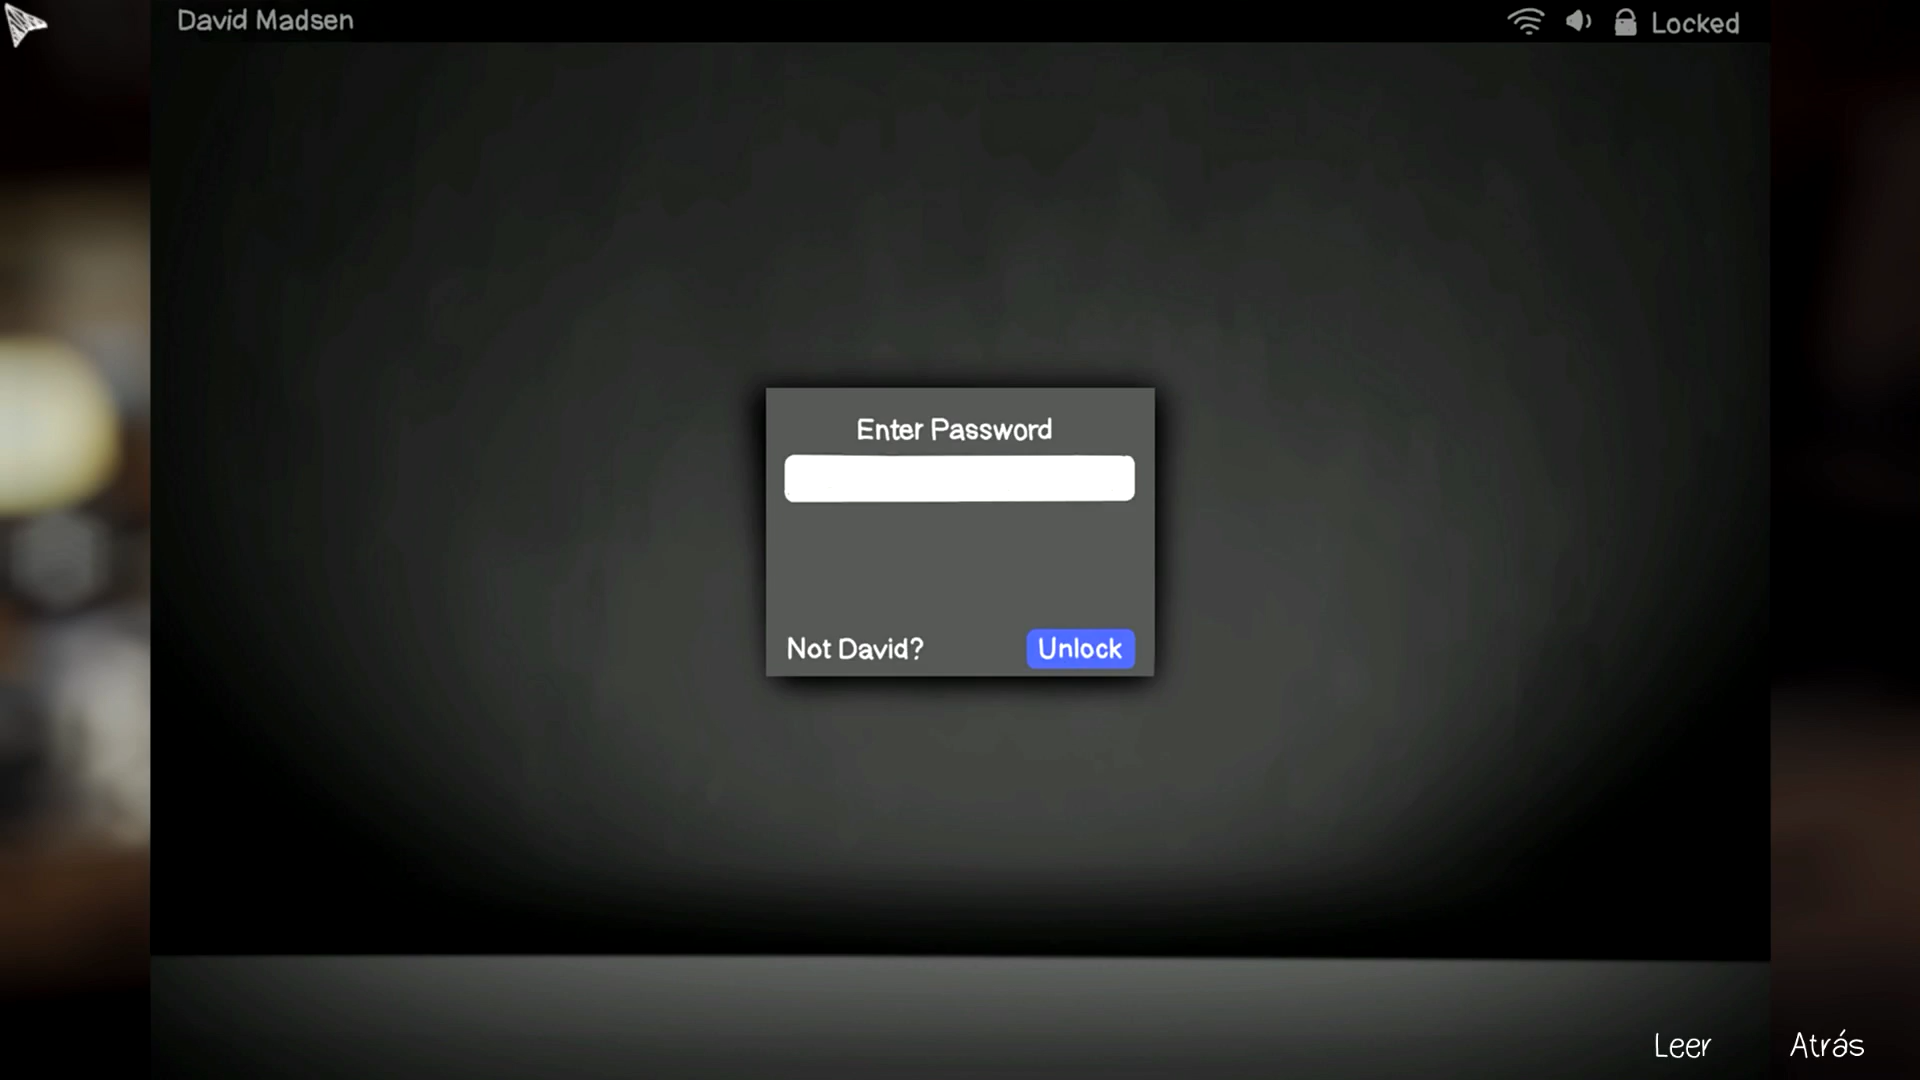 David Madsen
Locked
Enter Password
Not David?
Unlock
Leer
Atrás